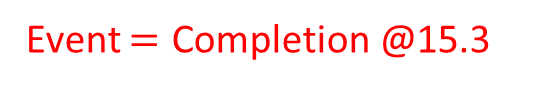 Event = Completion @15.3